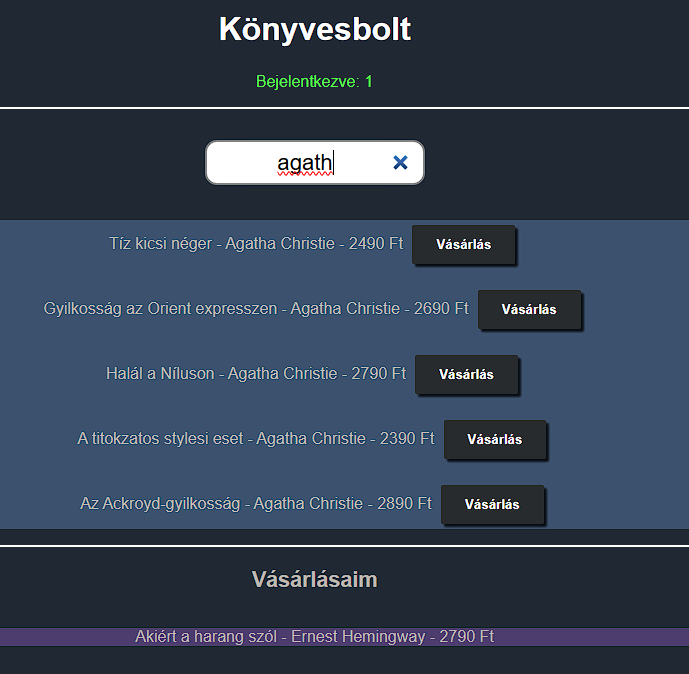 Könyvesbolt
Bejelentkezve: 1
agath
Tíz kicsi néger - Agatha Christie - 2490 Ft Vásárlás
Gyilkosság az Orient expresszen - Agatha Christie - 2690 Ft Vásárlás
Halál a Níluson - Agatha Christie - 2790 Ft Vásárlás
A titokzatos stylesi eset - Agatha Christie - 2390 Ft Vásárlás
Az Ackroyd-gyilkosság - Agatha Christie - 2890 Ft Vásárlás
Vásárlásaim
Akiért a harang szól - Ernest Hemingway - 2790 Ft